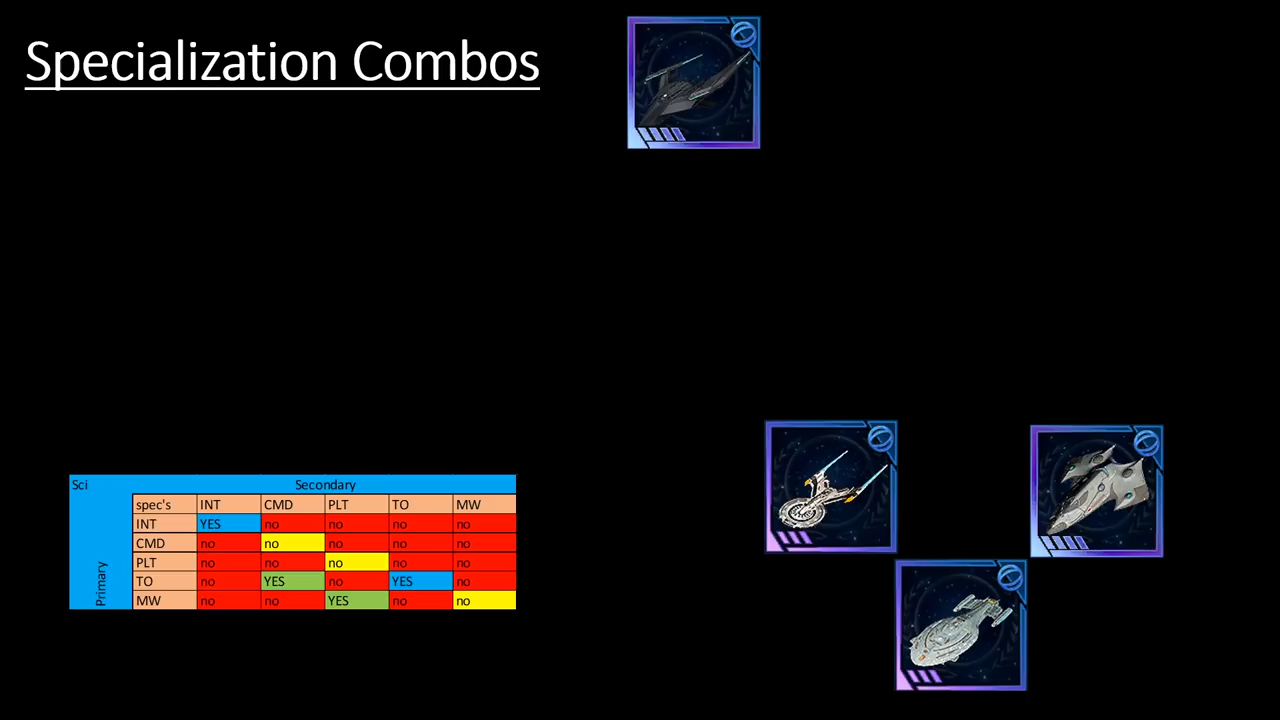 Specialization Combos
Sci Secondary
spec's INT CMD PLT TO MW
INT YES no no no no
CMD no no no no no
PLT no no no no no
TO no YES no YES no
MW no no YES no no
Primary